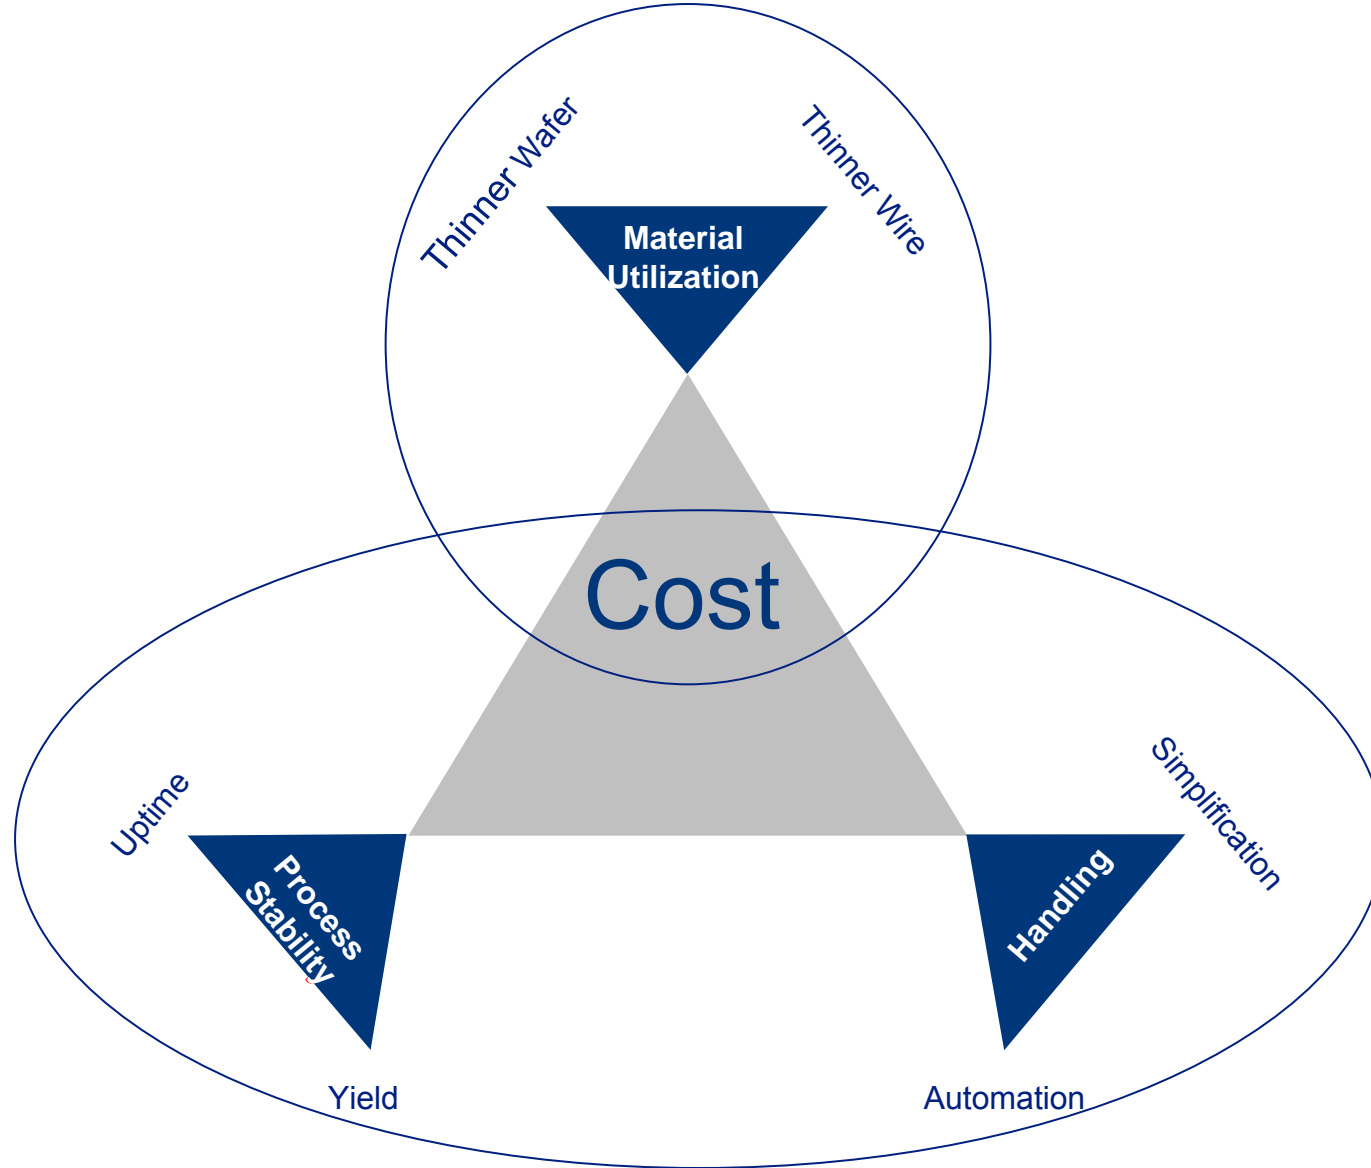 Thinner Wafer
Thinner Wire
Material
Utilization
Cost
Uptime
Simplification
Process
Stability
Handling
Yield
Automation